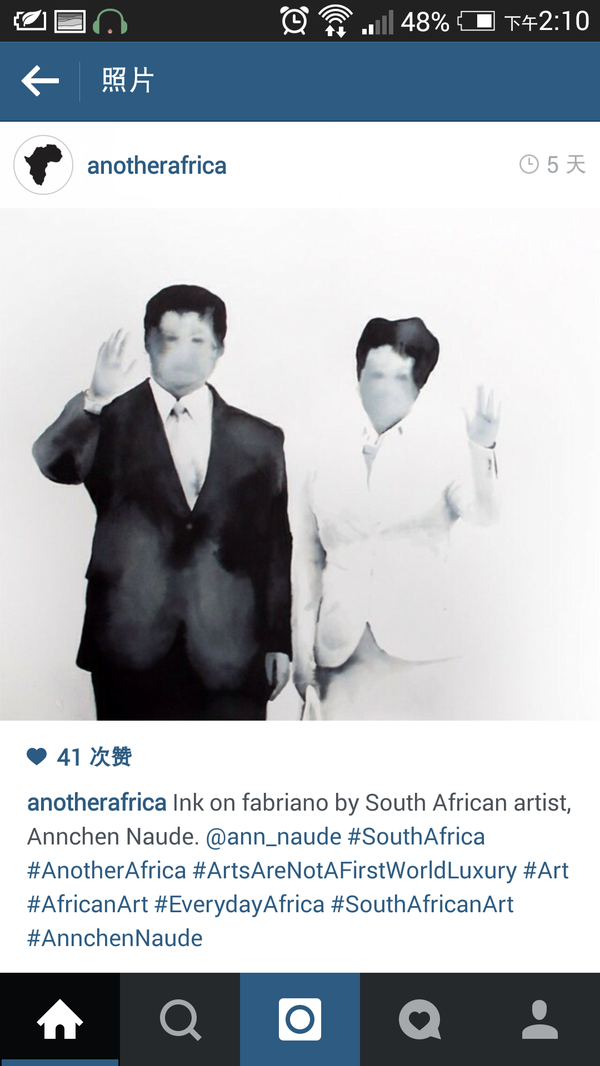 48% 下午2:10
照片
anotherafrica 5 天
41 次赞
anotherafrica Ink on fabriano by South African artist,
Annchen Naude. @ann_naude #SouthAfrica
#AnotherAfrica #ArtsAreNotAFirstWorldLuxury #Art
#AfricanArt #EverydayAfrica #SouthAfricanArt
#AnnchenNaude